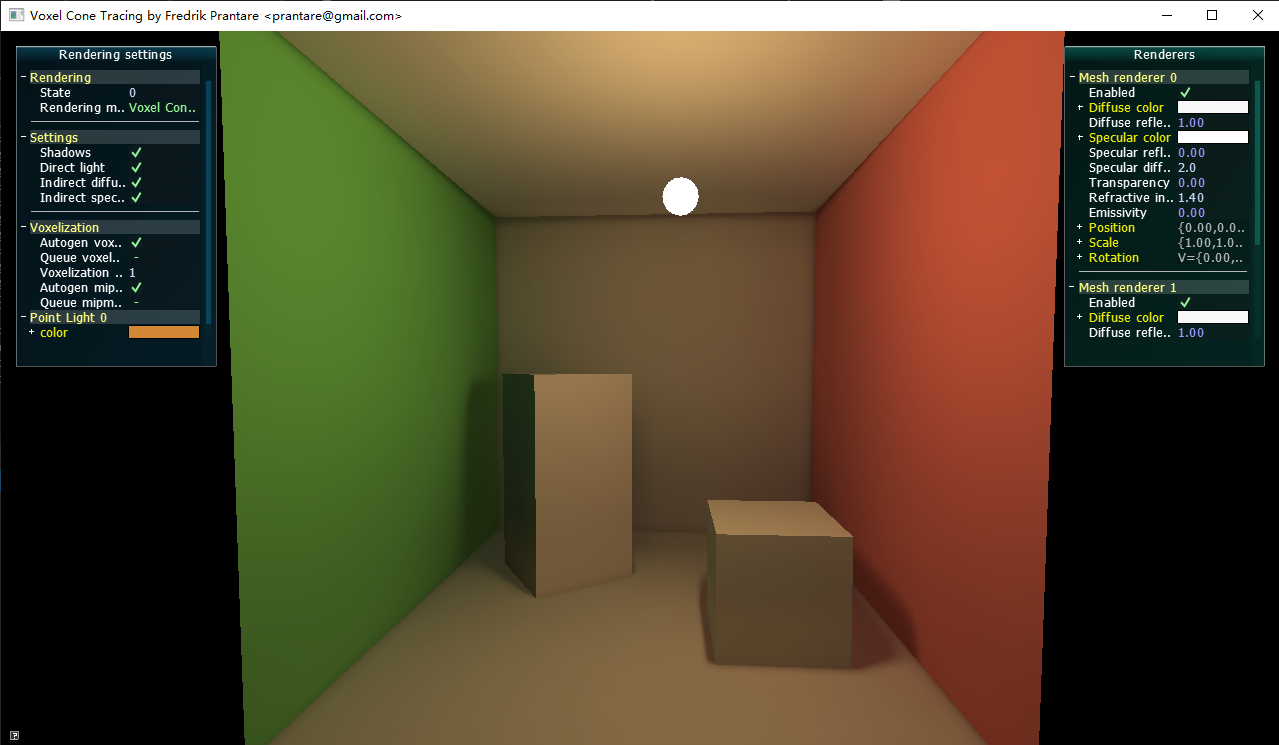 Voxel Cone Tracing by Fredrik Prantare <prantare@gmail.com>
Rendering settings
Rendering
State 0
Rendering m.. Voxel Con..
Settings
Shadows
Direct light
Indirect diffu..
Indirect spec..
Voxelization
Autogen vox..
Queue voxel.. -
Voxelization .. 1
Autogen mip..
Queue mipm.. -
Point Light 0
color
Renderers
Mesh renderer 0
Enabled
Diffuse color
Diffuse refle.. 1.00
Specular color
Specular refl.. 0.00
Specular diff.. 2.0
Transparency 0.00
Refractive in.. 1.40
Emissivity 0.00
Position {0.00,0.0..
Scale {1.00,1.0..
Rotation V={0.00,..
Mesh renderer 1
Enabled
Diffuse color
Diffuse refle.. 1.00
?